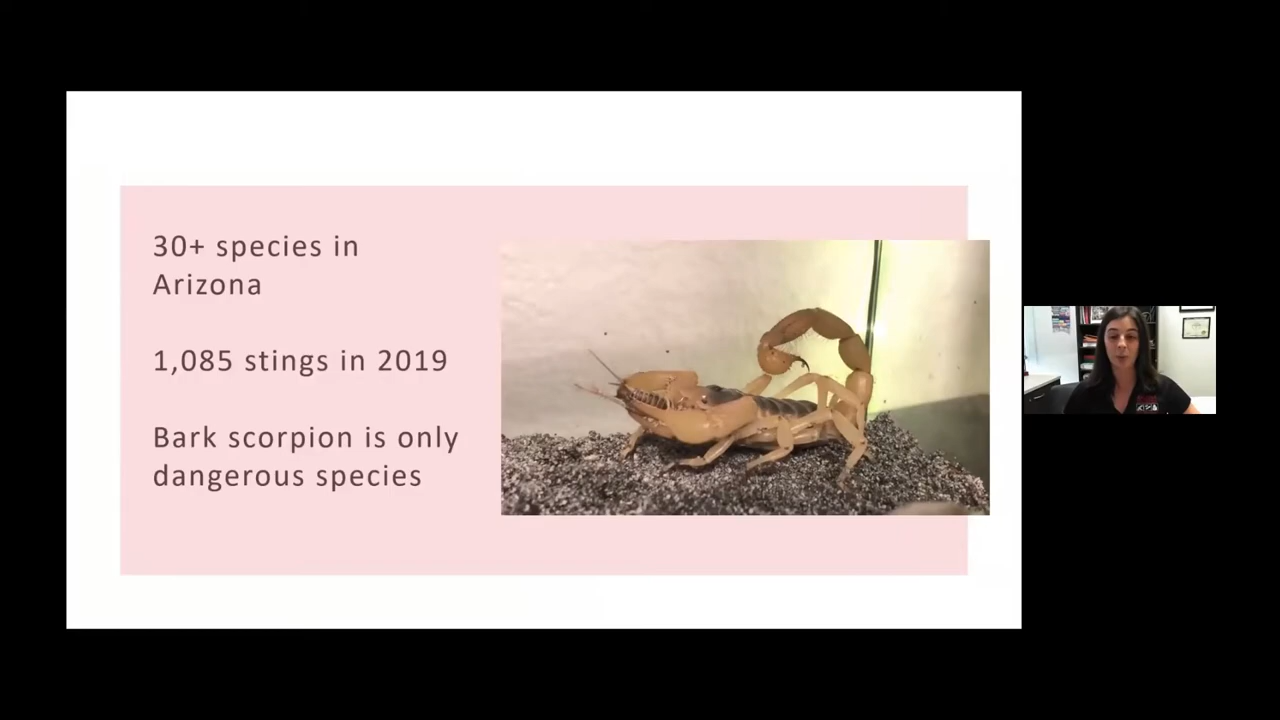 30+ species in
Arizona
1,085 stings in 2019
Bark scorpion is only
dangerous species